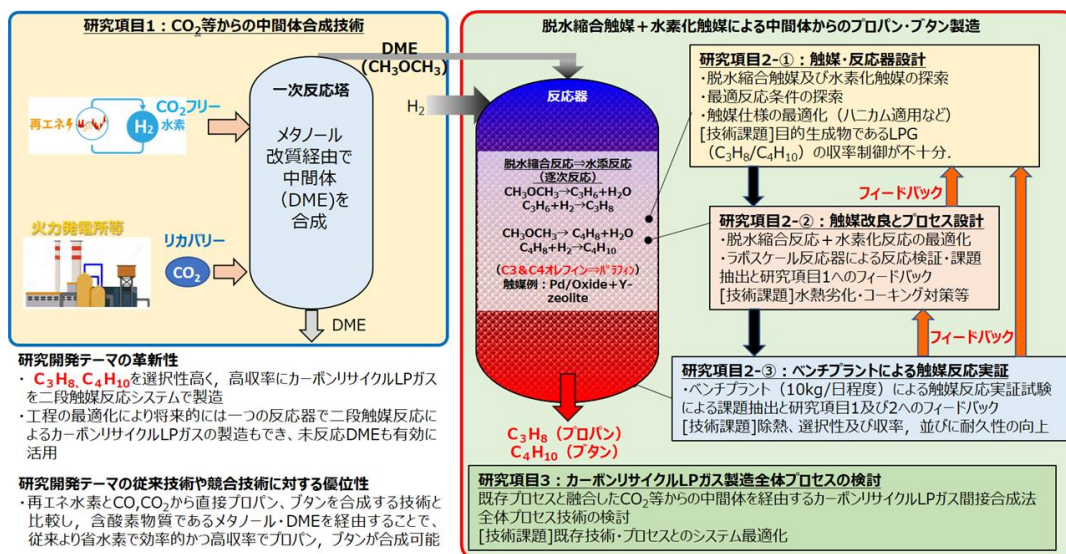 研究項目1：CO2等からの中間体合成技術
再エネ
H2
CO2フリー
水素
火力発電所等
リカバリー
CO2
一次反応塔
メタノール
改質経由で
中間体
（DME)を
合成
DME
DME
(CH3OCH3)
H2
研究開発テーマの革新性
・ C3H8, C4H10を選択性高く，高収率にカーボンリサイクルLPガス
を二段触媒反応システムで製造
・工程の最適化により将来的には一つの反応器で二段触媒反応に
よるカーボンリサイクルLPガスの製造もでき、未反応DMEも有効に
活用
研究開発テーマの従来技術や競合技術に対する優位性
・再エネ水素とCO,CO2から直接プロパン、ブタンを合成する技術と
比較し，含酸素物質であるメタノール・DMEを経由することで、
従来より省水素で効率的かつ高収率でプロパン，ブタンが合成可能
脱水縮合触媒＋水素化触媒による中間体からのプロパン・ブタン製造
反応器
脱水縮合反応⇒水添反応
（逐次反応）
CH3OCH3→C3H6+H2O
C3H6+H2→C3H8
CH3OCH3→ C4H8+H2O
C4H8+H2→C4H10
(C3&C4オレフィン⇒パラフィン)
触媒例：Pd/Oxide＋Y-
zeolite
C3H8（プロパン）
C4H10（ブタン）
研究項目2-①：触媒・反応器設計
・脱水縮合触媒及び水素化触媒の探索
・最適反応条件の探索
・触媒仕様の最適化（ハニカム適用など）
[技術課題]目的生成物であるLPG
（C3H8/C4H10）の収率制御が不十分．
フィードバック
研究項目2-②：触媒改良とプロセス設計
・脱水縮合反応＋水素化反応の最適化
・ラボスケール反応器による反応検証・課題
抽出と研究項目1へのフィードバック
[技術課題]水熱劣化・コーキング対策等
フィードバック
研究項目2-③：ベンチプラントによる触媒反応実証
・ベンチプラント（10kg/日程度）による触媒反応実証試験
による課題抽出と研究項目1及び2へのフィードバック
[技術課題]除熱、選択性及び収率，並びに耐久性の向上
研究項目3：カーボンリサイクルLPガス製造全体プロセスの検討
既存プロセスと融合したCO2等からの中間体を経由するカーボンリサイクルLPガス間接合成法
全体プロセス技術の検討
[技術課題]既存技術・プロセスとのシステム最適化